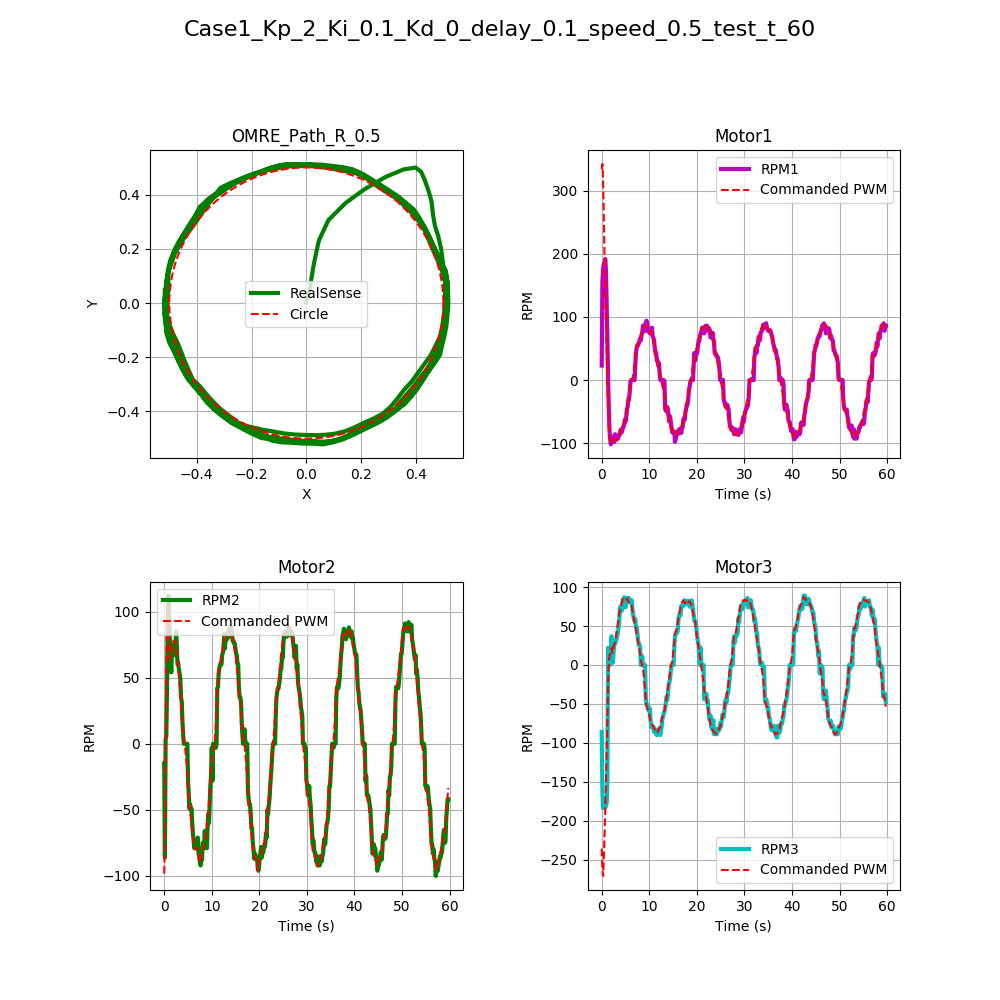 Case1_Kp_2_Ki_0.1_Kd_0_delay_0.1_speed_0.5_test_t_60
OMRE_Path_R_0.5
Y
0.4
0.2
0.0
−0.2
−0.4
RealSense
Circle
−0.4 −0.2 0.0 0.2 0.4
X
Motor1
RPM
300
200
100
0
−100
RPM1
Commanded PWM
0 10 20 30 40 50 60
Time (s)
Motor2
RPM
100
50
0
−50
−100
RPM2
Commanded PWM
0 10 20 30 40 50 60
Time (s)
Motor3
RPM
100
50
0
−50
−100
−150
−200
−250
RPM3
Commanded PWM
0 10 20 30 40 50 60
Time (s)